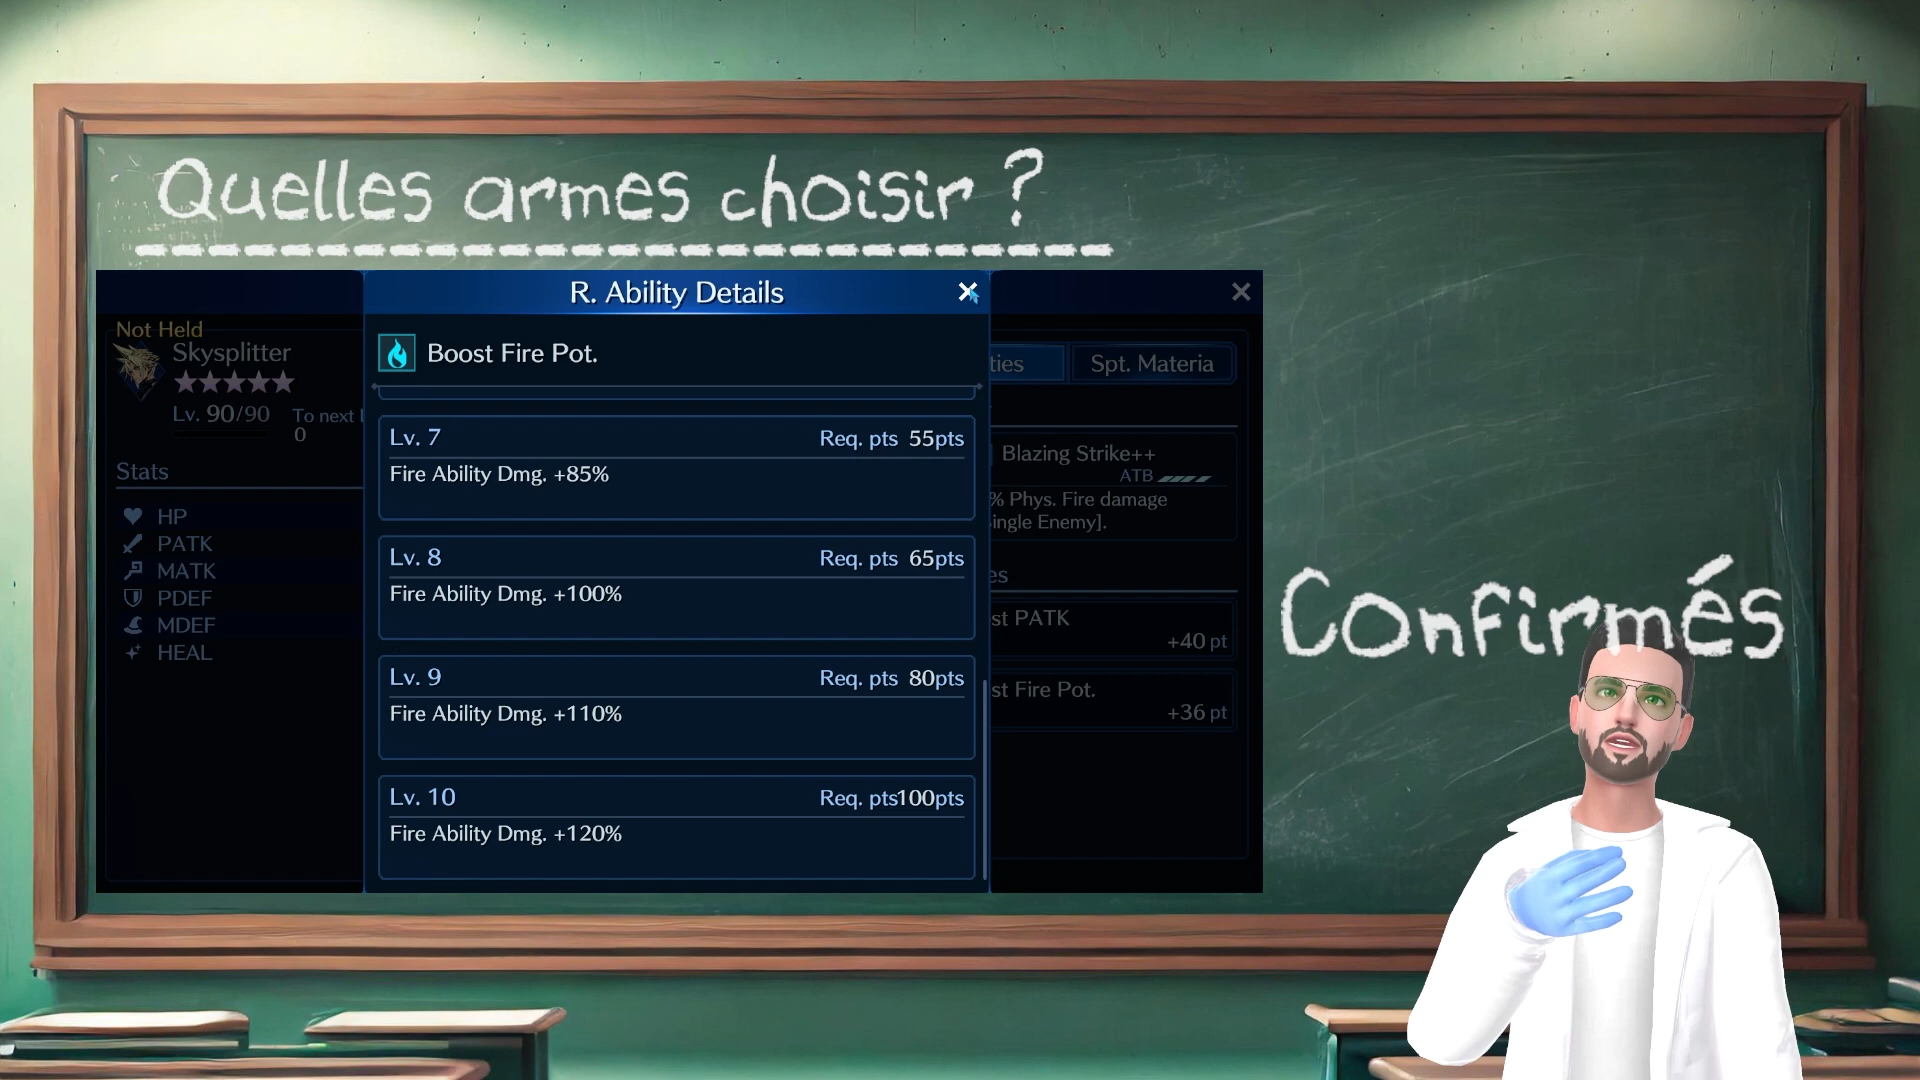 Quelles armes choisir ?
R. Ability Details
Not Held
Skysplitter
Lv. 90/90
To next
0
Stats
HP
PATK
MATK
PDEF
MDEF
HEAL
Boost Fire Pot.
Lv. 7 Req. pts 55pts
Fire Ability Dmg. +85%
Lv. 8 Req. pts 65pts
Fire Ability Dmg. +100%
Lv. 9 Req. pts 80pts
Fire Ability Dmg. +110%
Lv. 10 Req. pts100pts
Fire Ability Dmg. +120%
ties
Spt. Materia
Blazing Strike++
ATB
% Phys. Fire damage
ingle Enemy].
es
st PATK
+40 pt
st Fire Pot.
+36 pt
Confirmés